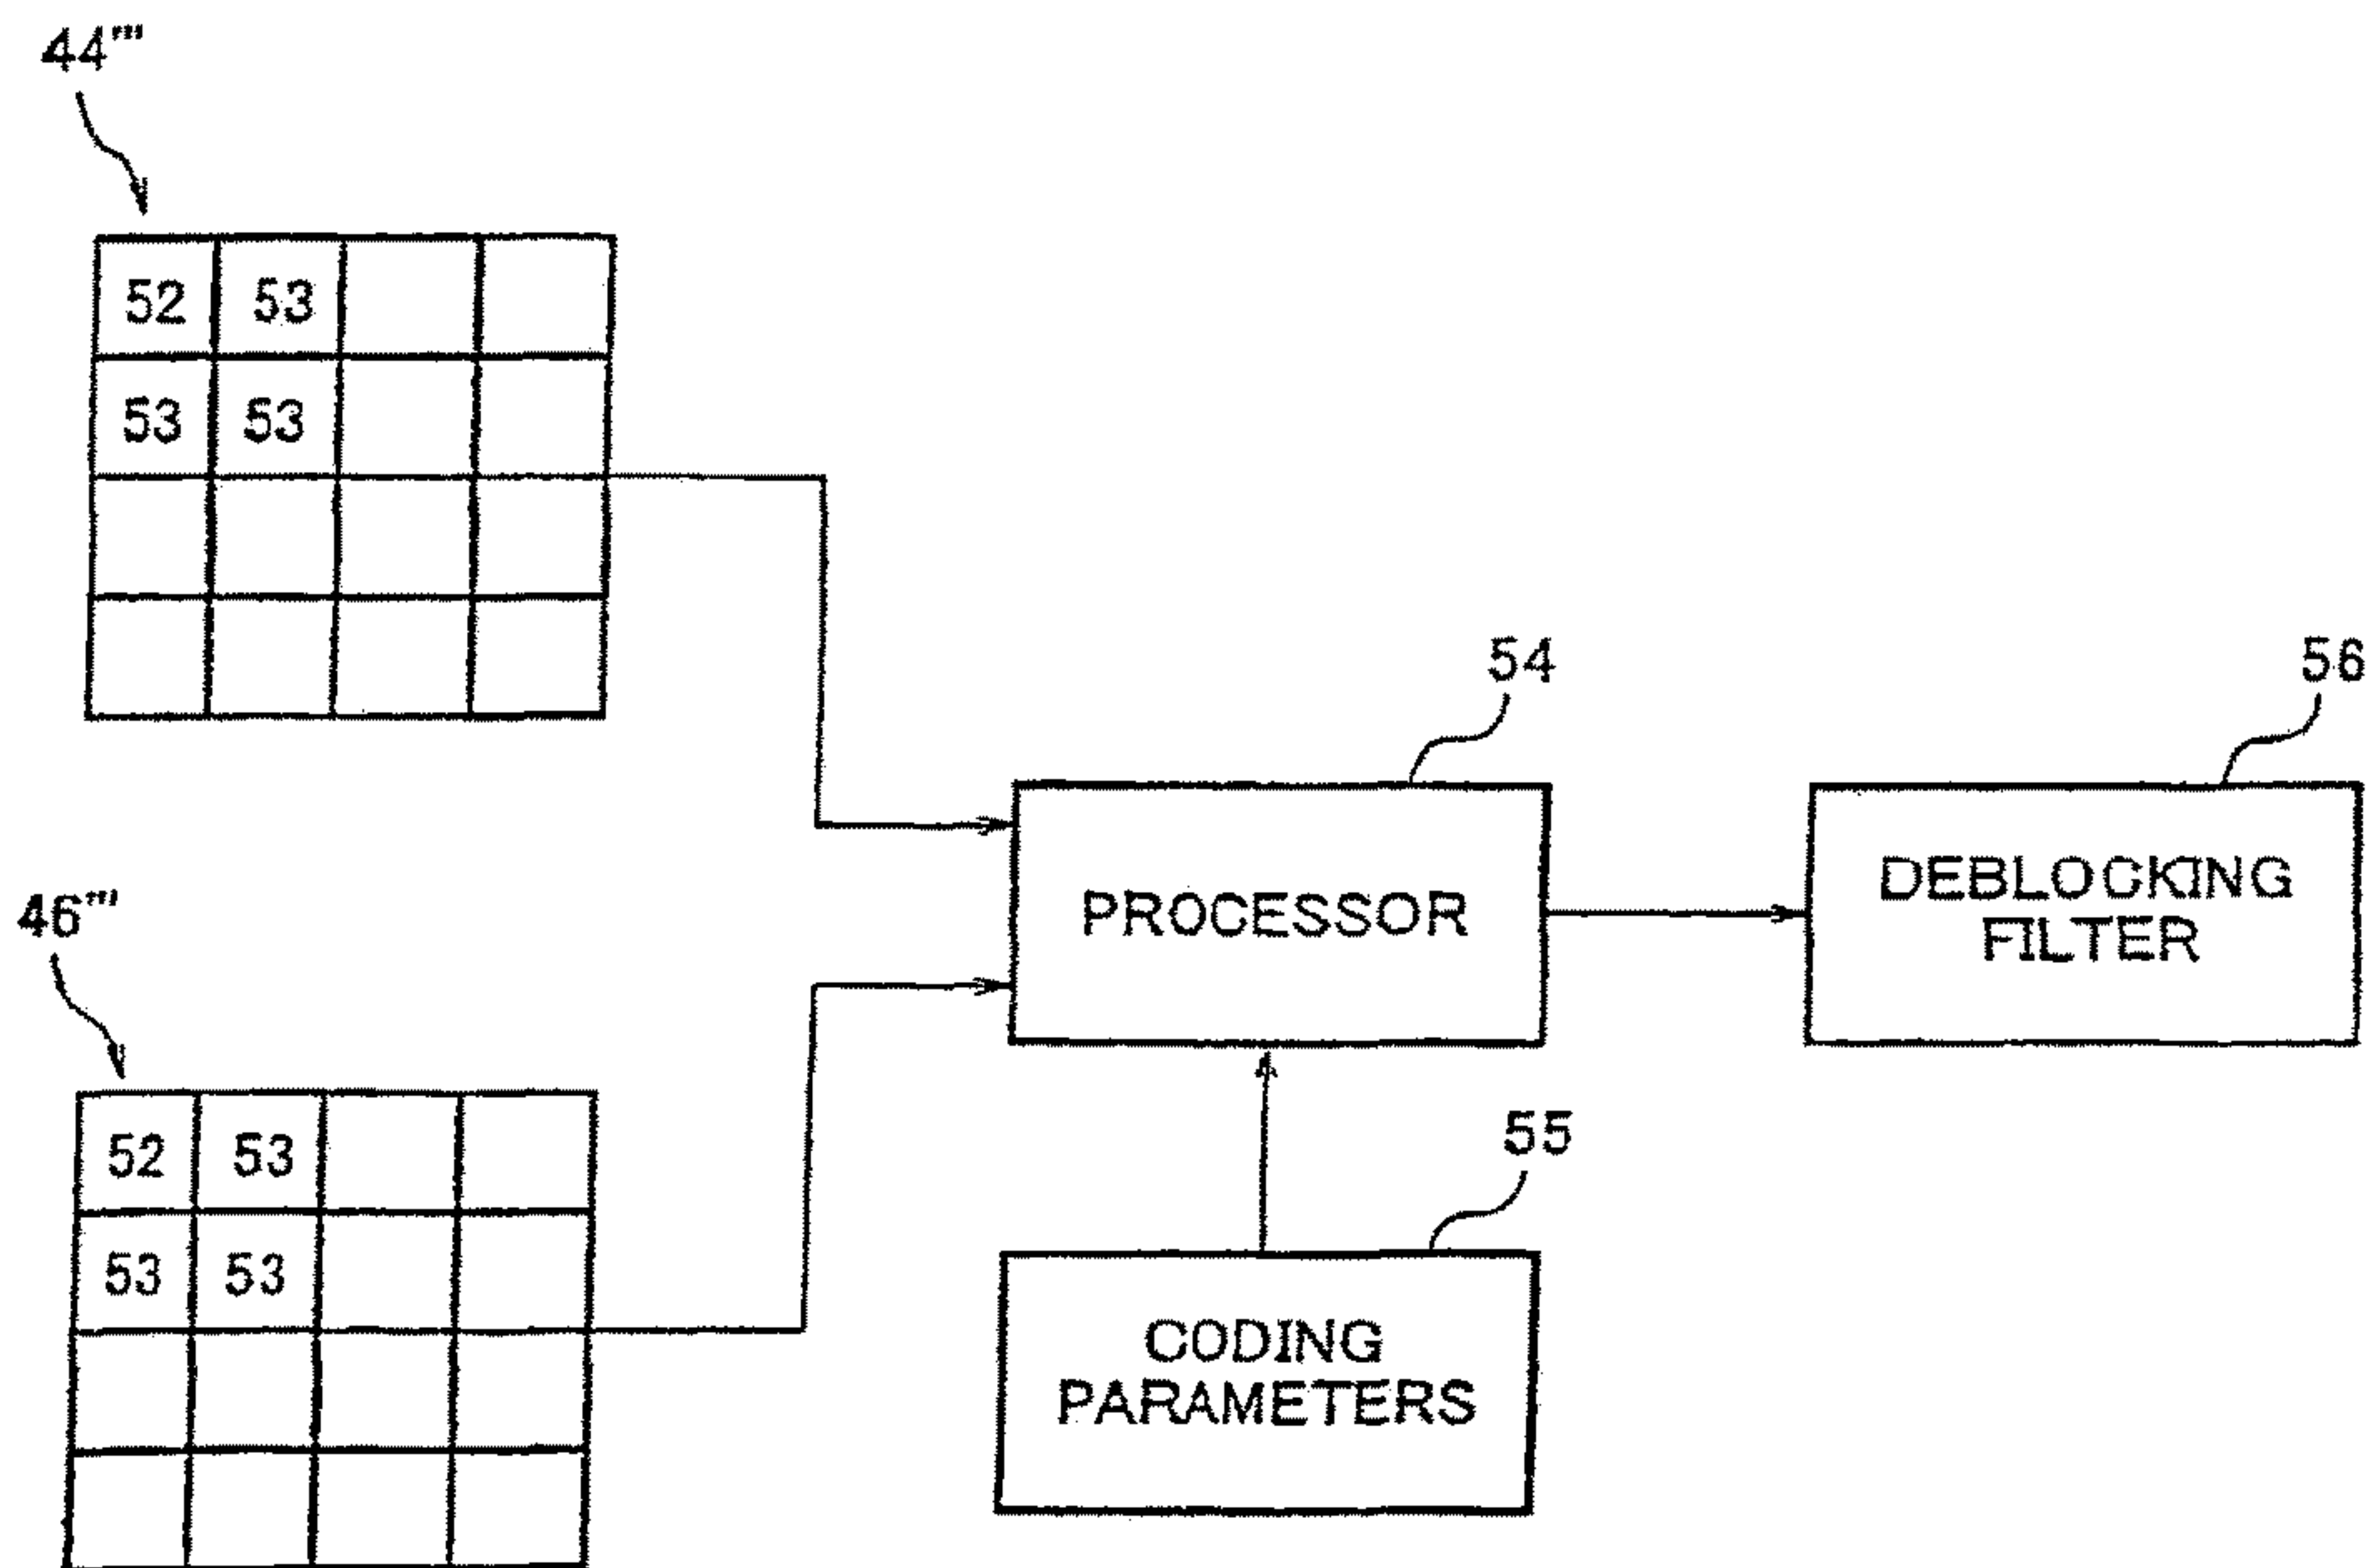 44'''
52 53
53 53
54
56
PROCESSOR
DEBLOCKING
FILTER
46'''
52 53
53 53
55
CODING
PARAMETERS